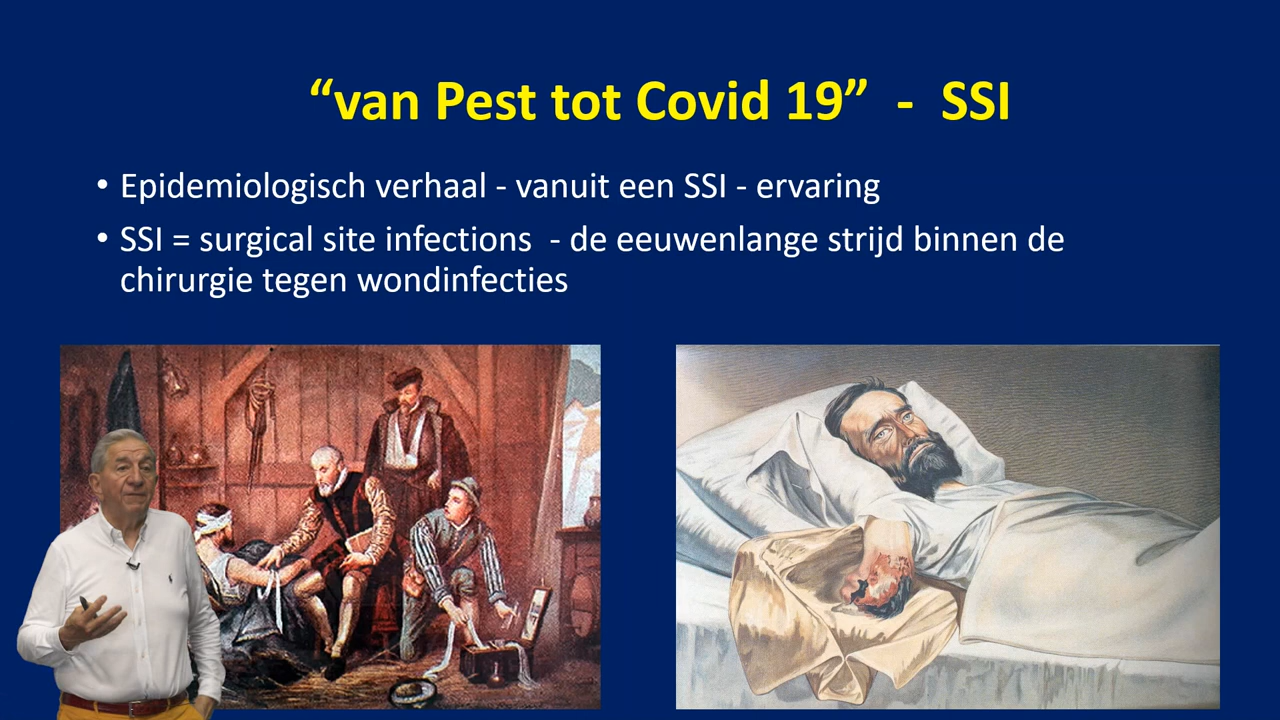 “van Pest tot Covid 19” - SSI
• Epidemiologisch verhaal - vanuit een SSI - ervaring
• SSI = surgical site infections - de eeuwenlange strijd binnen de
chirurgie tegen wondinfecties